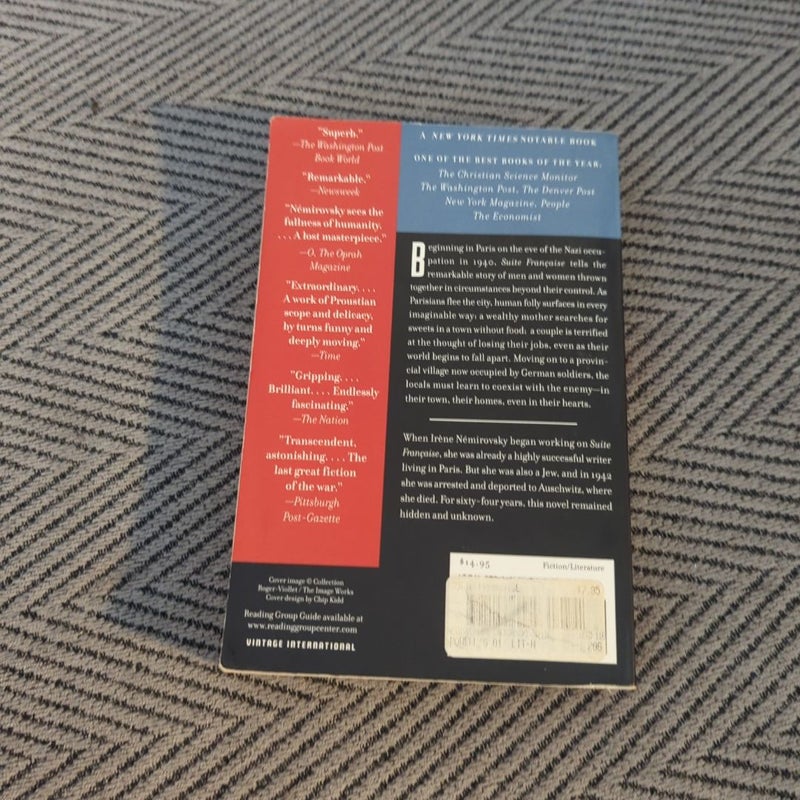 "Superb."
—The Washington Post
Book World
"Remarkable."
—Newsweek
"Némirovsky sees the
fullness of humanity.
. . . A lost masterpiece."
—O, The Oprah
Magazine
"Extraordinary. . . .
A work of Proustian
scope and delicacy,
by turns funny and
deeply moving."
—Time
"Gripping. . . .
Brilliant. . . . Endlessly
fascinating."
—The Nation
"Transcendent,
astonishing. . . . The
last great fiction
of the war."
—Pittsburgh
Post-Gazette
Cover image © Collection
Roger-Viollet / The Image Works
Cover design by Chip Kidd
Reading Group Guide available at
www.readinggroupcenter.com
VINTAGE INTERNATIONAL
A NEW YORK TIMES NOTABLE BOOK
ONE OF THE BEST BOOKS OF THE YEAR:
The Christian Science Monitor
The Washington Post, The Denver Post
New York Magazine, People
The Economist
Beginning in Paris on the eve of the Nazi occu-
pation in 1940, Suite Française tells the
remarkable story of men and women thrown
together in circumstances beyond their control. As
Parisians flee the city, human folly surfaces in every
imaginable way: a wealthy mother searches for
sweets in a town without food; a couple is terrified
at the thought of losing their jobs, even as their
world begins to fall apart. Moving on to a provin-
cial village now occupied by German soldiers, the
locals must learn to coexist with the enemy—in
their town, their homes, even in their hearts.
When Irène Némirovsky began working on Suite
Française, she was already a highly successful writer
living in Paris. But she was also a Jew, and in 1942
she was arrested and deported to Auschwitz, where
she died. For sixty-four years, this novel remained
hidden and unknown.
$14.95 Fiction/Literature